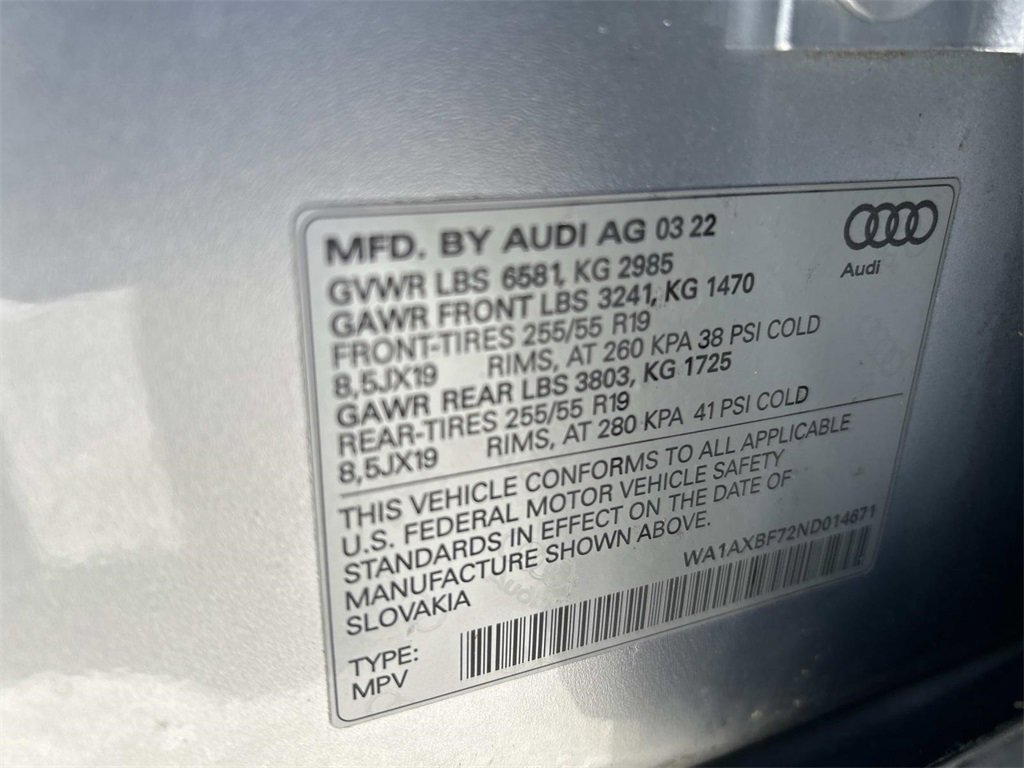 MFD. BY AUDI AG 03 22
Audi
GVWR LBS 6581, KG 2985
GAWR FRONT LBS 3241, KG 1470
FRONT-TIRES 255/55 R19
8,5JX19 RIMS, AT 260 KPA 38 PSI COLD
GAWR REAR LBS 3803, KG 1725
REAR-TIRES 255/55 R19
8,5JX19 RIMS, AT 280 KPA 41 PSI COLD
THIS VEHICLE CONFORMS TO ALL APPLICABLE
U.S. FEDERAL MOTOR VEHICLE SAFETY
STANDARDS IN EFFECT ON THE DATE OF
MANUFACTURE SHOWN ABOVE.
SLOVAKIA
WA1AXBF72ND014671
TYPE:
MPV